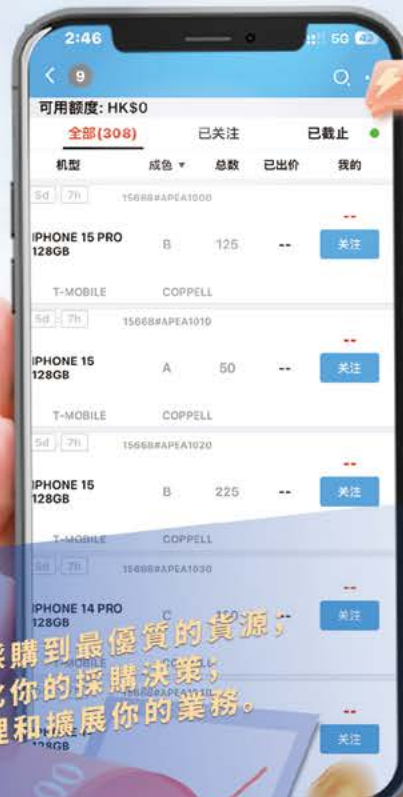 2:46 5G 42
9
可用额度: HK$0
全部(308) 已关注 已截止
机型 成色 总数 已出价 我的
5d 7h 15668#APEA1000
IPHONE 15 PRO 128GB B 125 -- -- 关注
T-MOBILE COPPELL
5d 7h 15668#APEA1010
IPHONE 15 128GB A 50 -- -- 关注
T-MOBILE COPPELL
5d 7h 15668#APEA1020
IPHONE 15 128GB B 225 -- -- 关注
T-MOBILE COPPELL
5d 7h 15668#APEA1030
IPHONE 14 PRO 128GB C -- -- 关注
採購到最優質的貨源；
你的採購決策；
和擴展你的業務。
128GB -- 关注